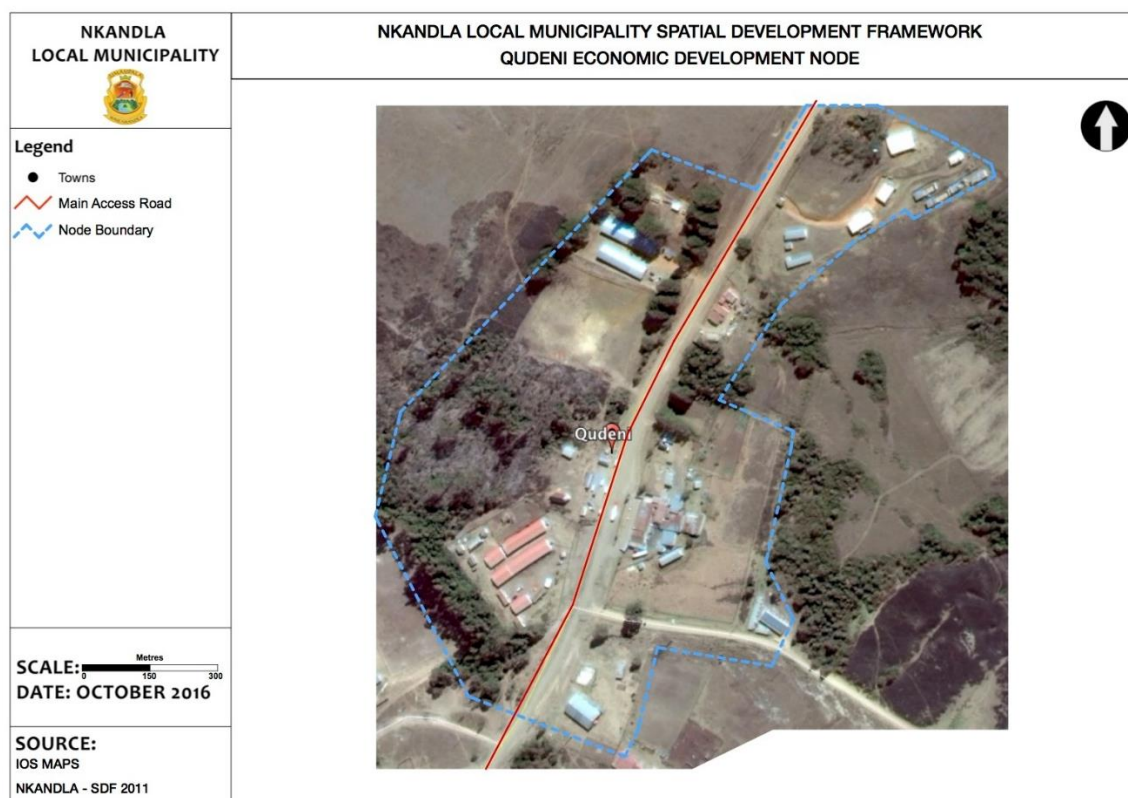 NKANDLA
LOCAL MUNICIPALITY
NKANDLA LOCAL MUNICIPALITY SPATIAL DEVELOPMENT FRAMEWORK
QUDENI ECONOMIC DEVELOPMENT NODE
Legend
Towns
Main Access Road
Node Boundary
Qudeni
SCALE:
Metres
0 150 300
DATE: OCTOBER 2016
SOURCE:
IOS MAPS
NKANDLA - SDF 2011